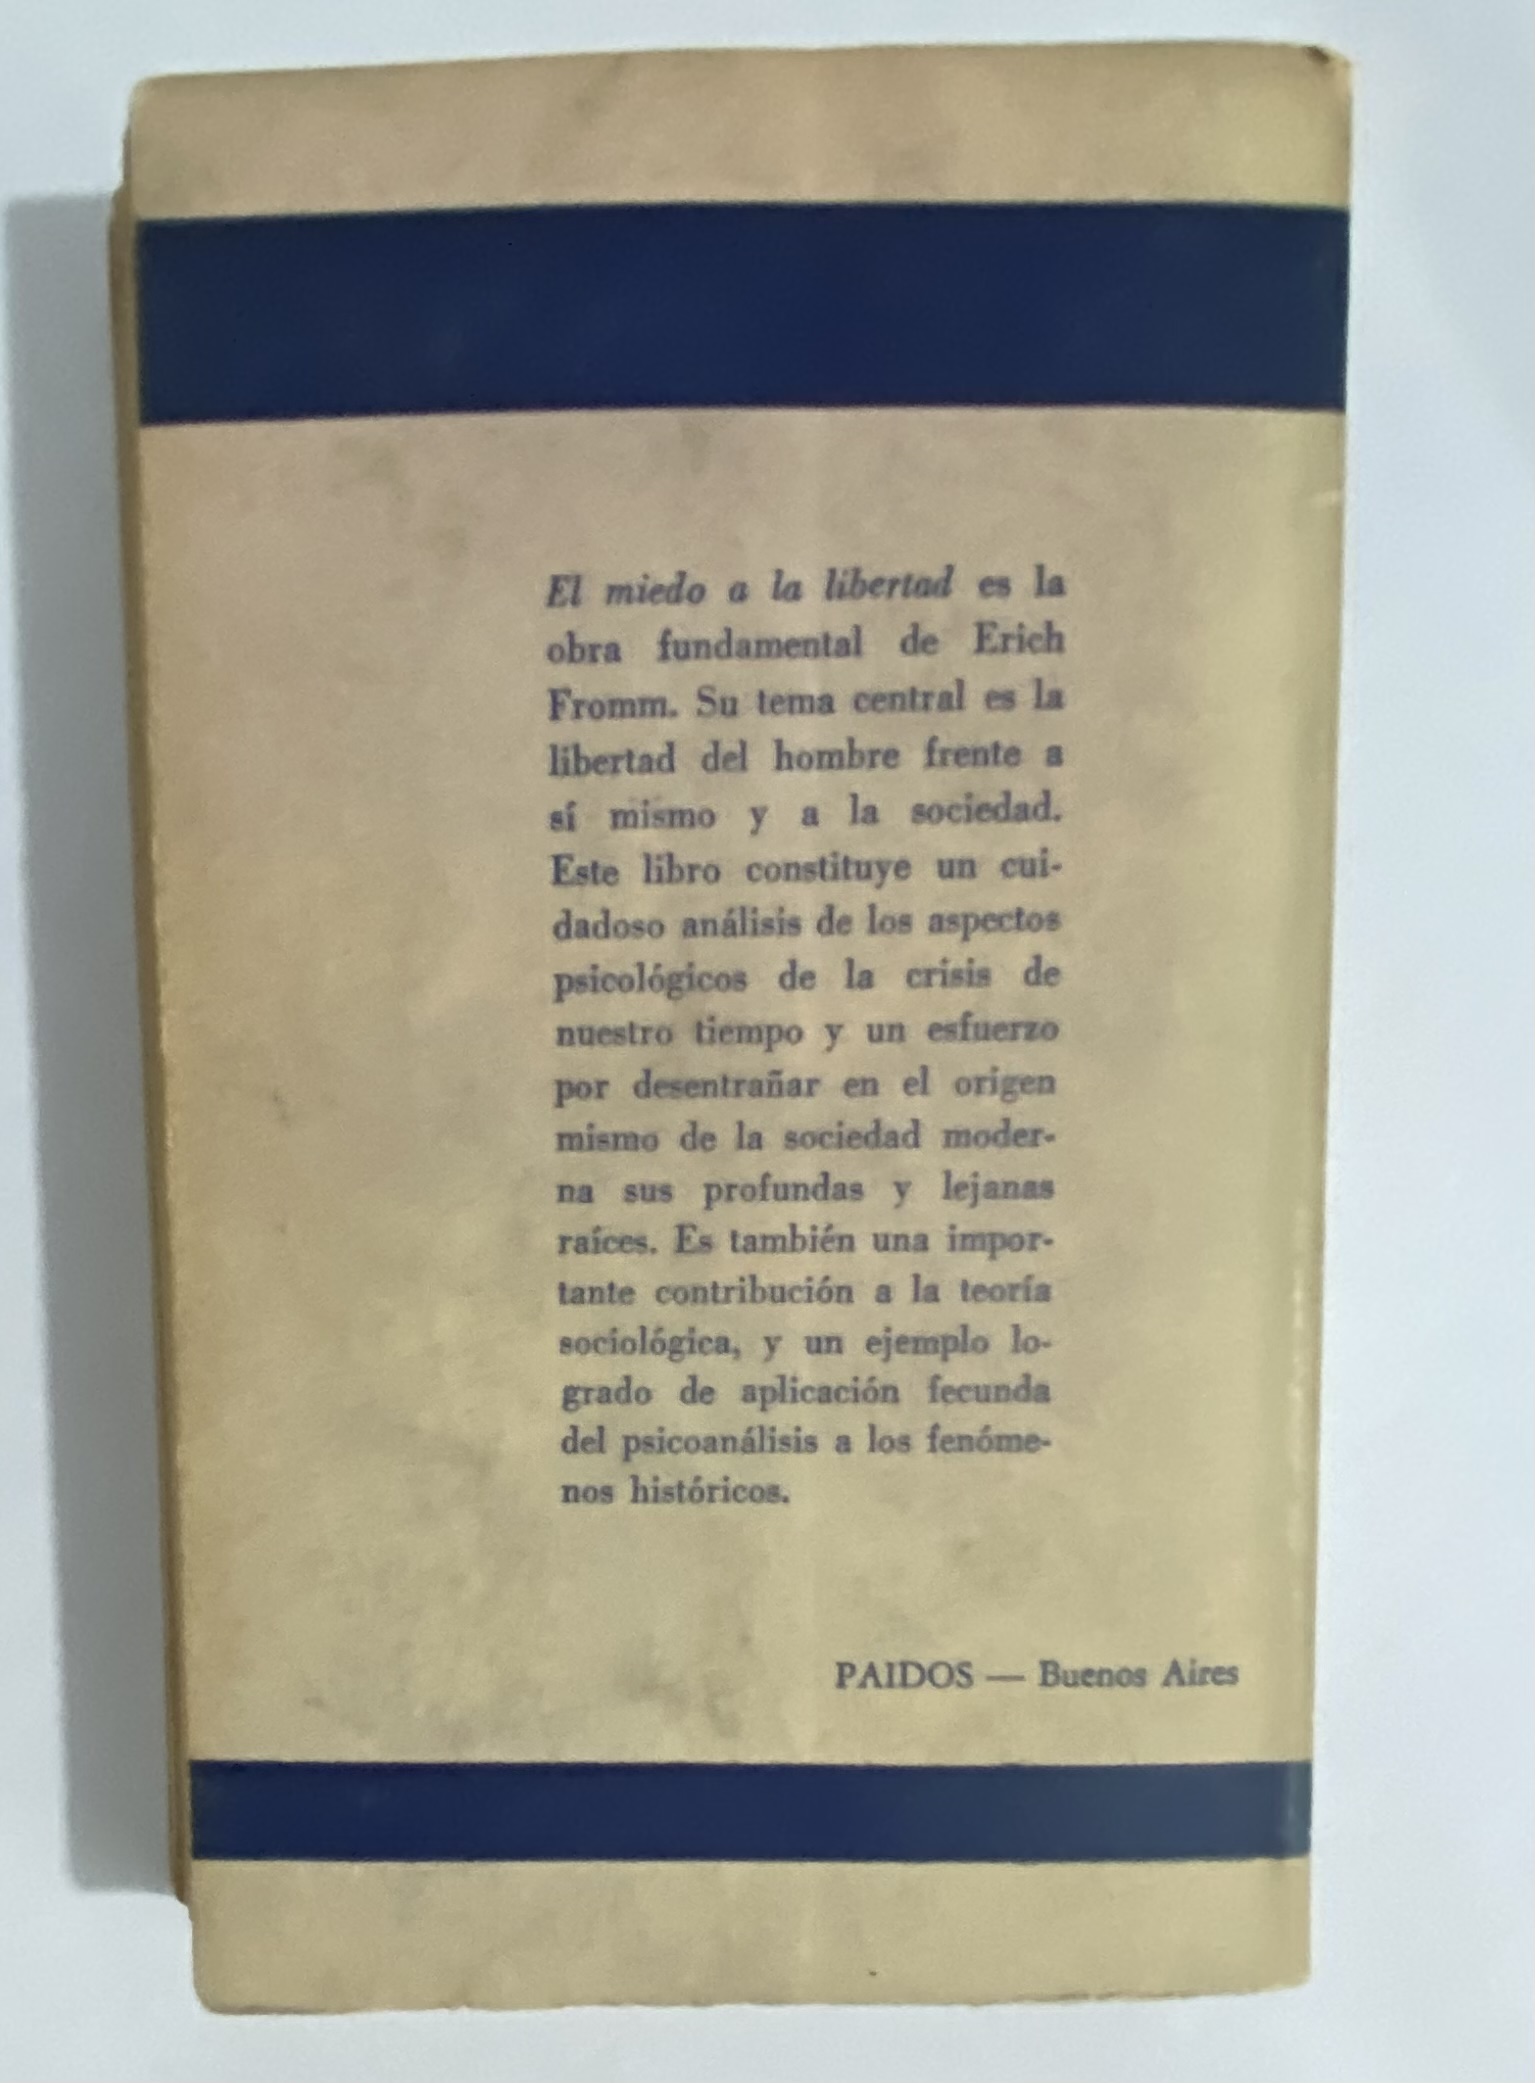 El miedo a la libertad es la
obra fundamental de Erich
Fromm. Su tema central es la
libertad del hombre frente a
sí mismo y a la sociedad.
Este libro constituye un cui-
dadoso análisis de los aspectos
psicológicos de la crisis de
nuestro tiempo y un esfuerzo
por desentrañar en el origen
mismo de la sociedad moder-
na sus profundas y lejanas
raíces. Es también una impor-
tante contribución a la teoría
sociológica, y un ejemplo lo-
grado de aplicación fecunda
del psicoanálisis a los fenóme-
nos históricos.
PAIDOS — Buenos Aires